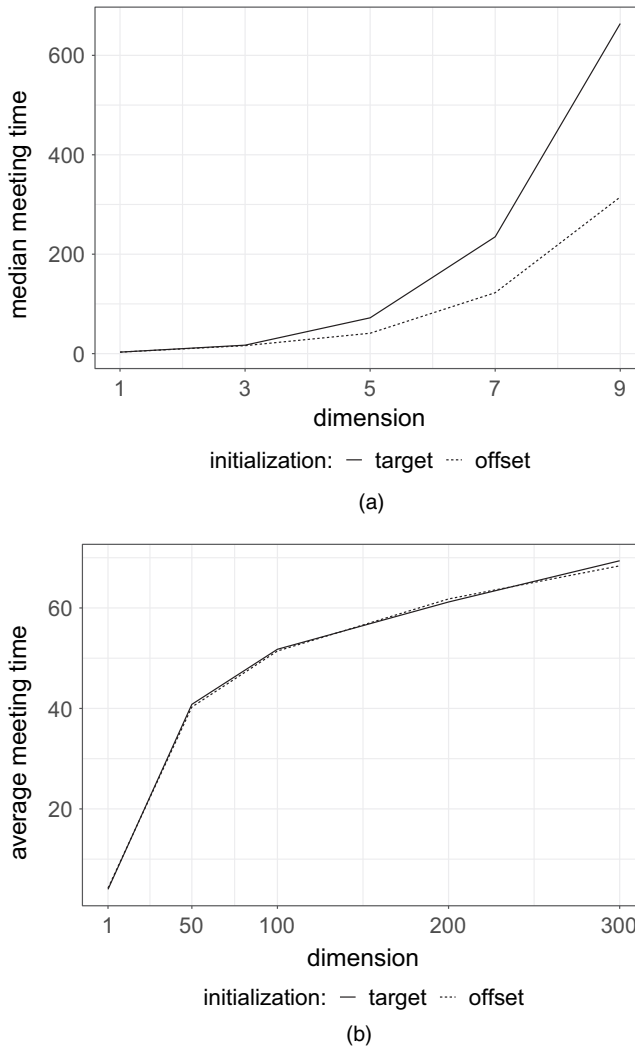 600
400
200
0
median meeting time
1 3 5 7 9
dimension
initialization: target offset
(a)
60
40
20
average meeting time
1 50 100 200 300
dimension
initialization: target offset
(b)